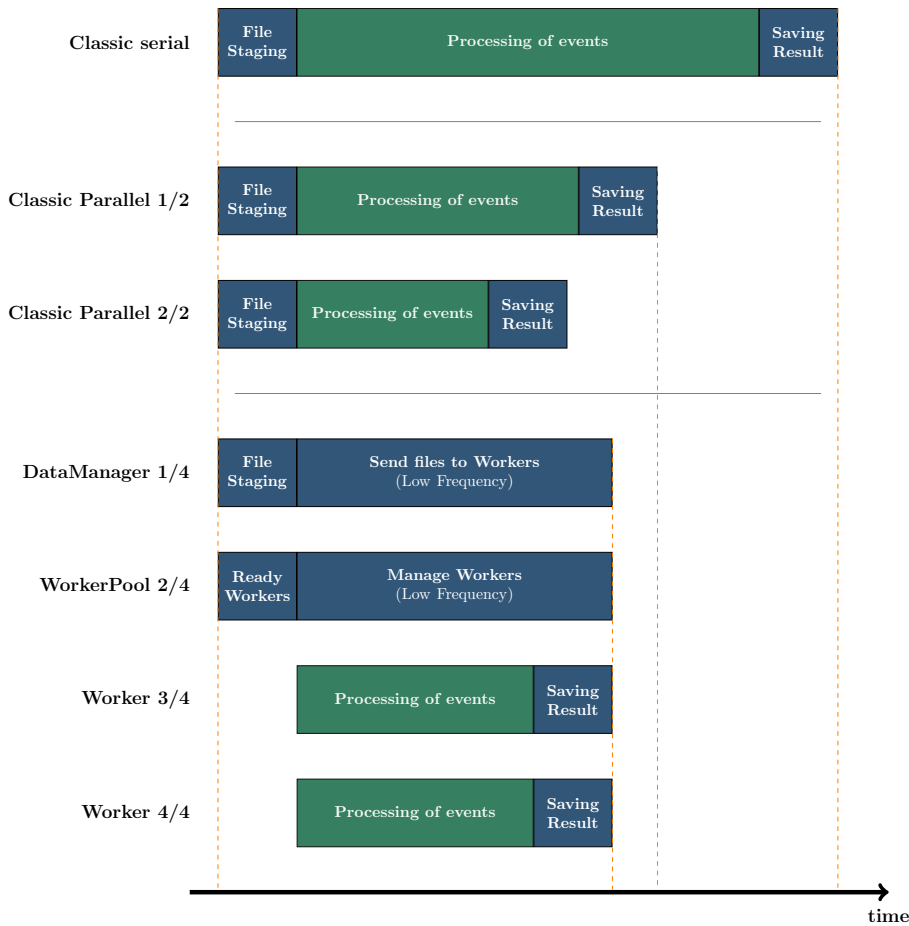 Classic serial
File
Staging
Processing of events
Saving
Result
Classic Parallel 1/2
File
Staging
Processing of events
Saving
Result
Classic Parallel 2/2
File
Staging
Processing of events
Saving
Result
DataManager 1/4
File
Staging
Send files to Workers
(Low Frequency)
WorkerPool 2/4
Ready
Workers
Manage Workers
(Low Frequency)
Worker 3/4
Processing of events
Saving
Result
Worker 4/4
Processing of events
Saving
Result
time